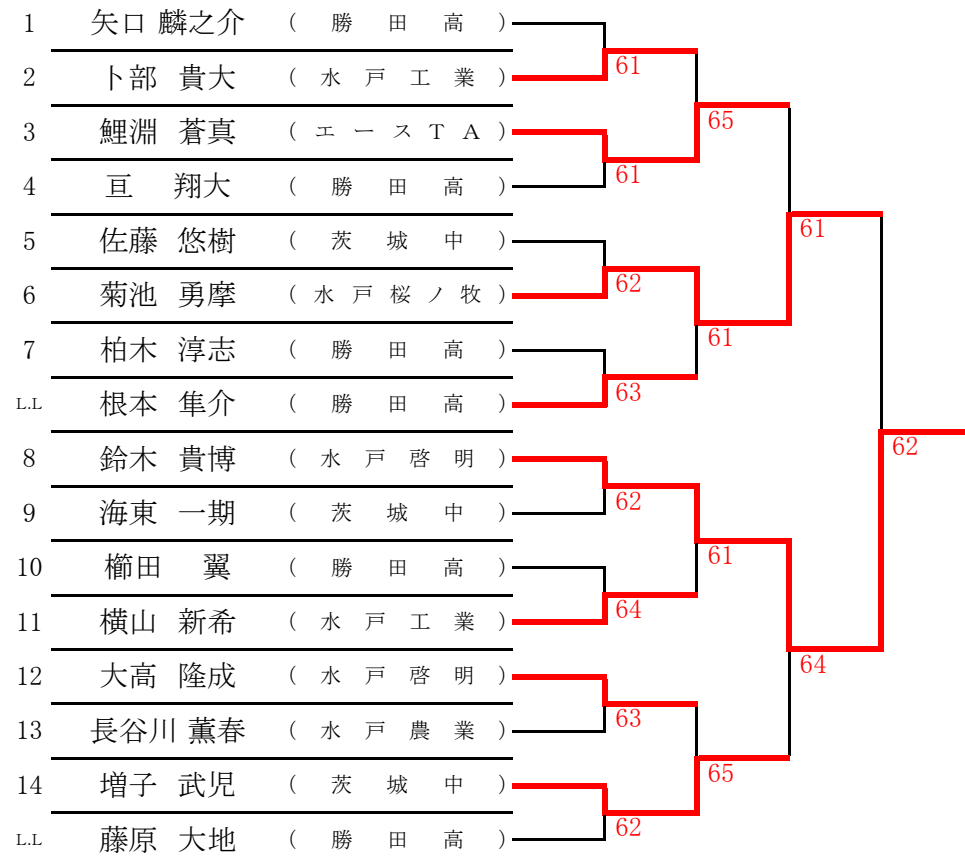 1 矢口 麟之介 ( 勝 田 高 )
2 卜部 貴大 ( 水 戸 工 業 )
61
3 鯉淵 蒼真 ( エ ー ス T A )
65
4 亘 翔大 ( 勝 田 高 )
61
5 佐藤 悠樹 ( 茨 城 中 )
61
6 菊池 勇摩 ( 水 戸 桜 ノ 牧 )
62
7 柏木 淳志 ( 勝 田 高 )
61
L.L 根本 隼介 ( 勝 田 高 )
63
62
8 鈴木 貴博 ( 水 戸 啓 明 )
9 海東 一期 ( 茨 城 中 )
62
10 櫛田 翼 ( 勝 田 高 )
61
11 横山 新希 ( 水 戸 工 業 )
64
12 大高 隆成 ( 水 戸 啓 明 )
64
13 長谷川 薫春 ( 水 戸 農 業 )
63
14 増子 武児 ( 茨 城 中 )
65
L.L 藤原 大地 ( 勝 田 高 )
62